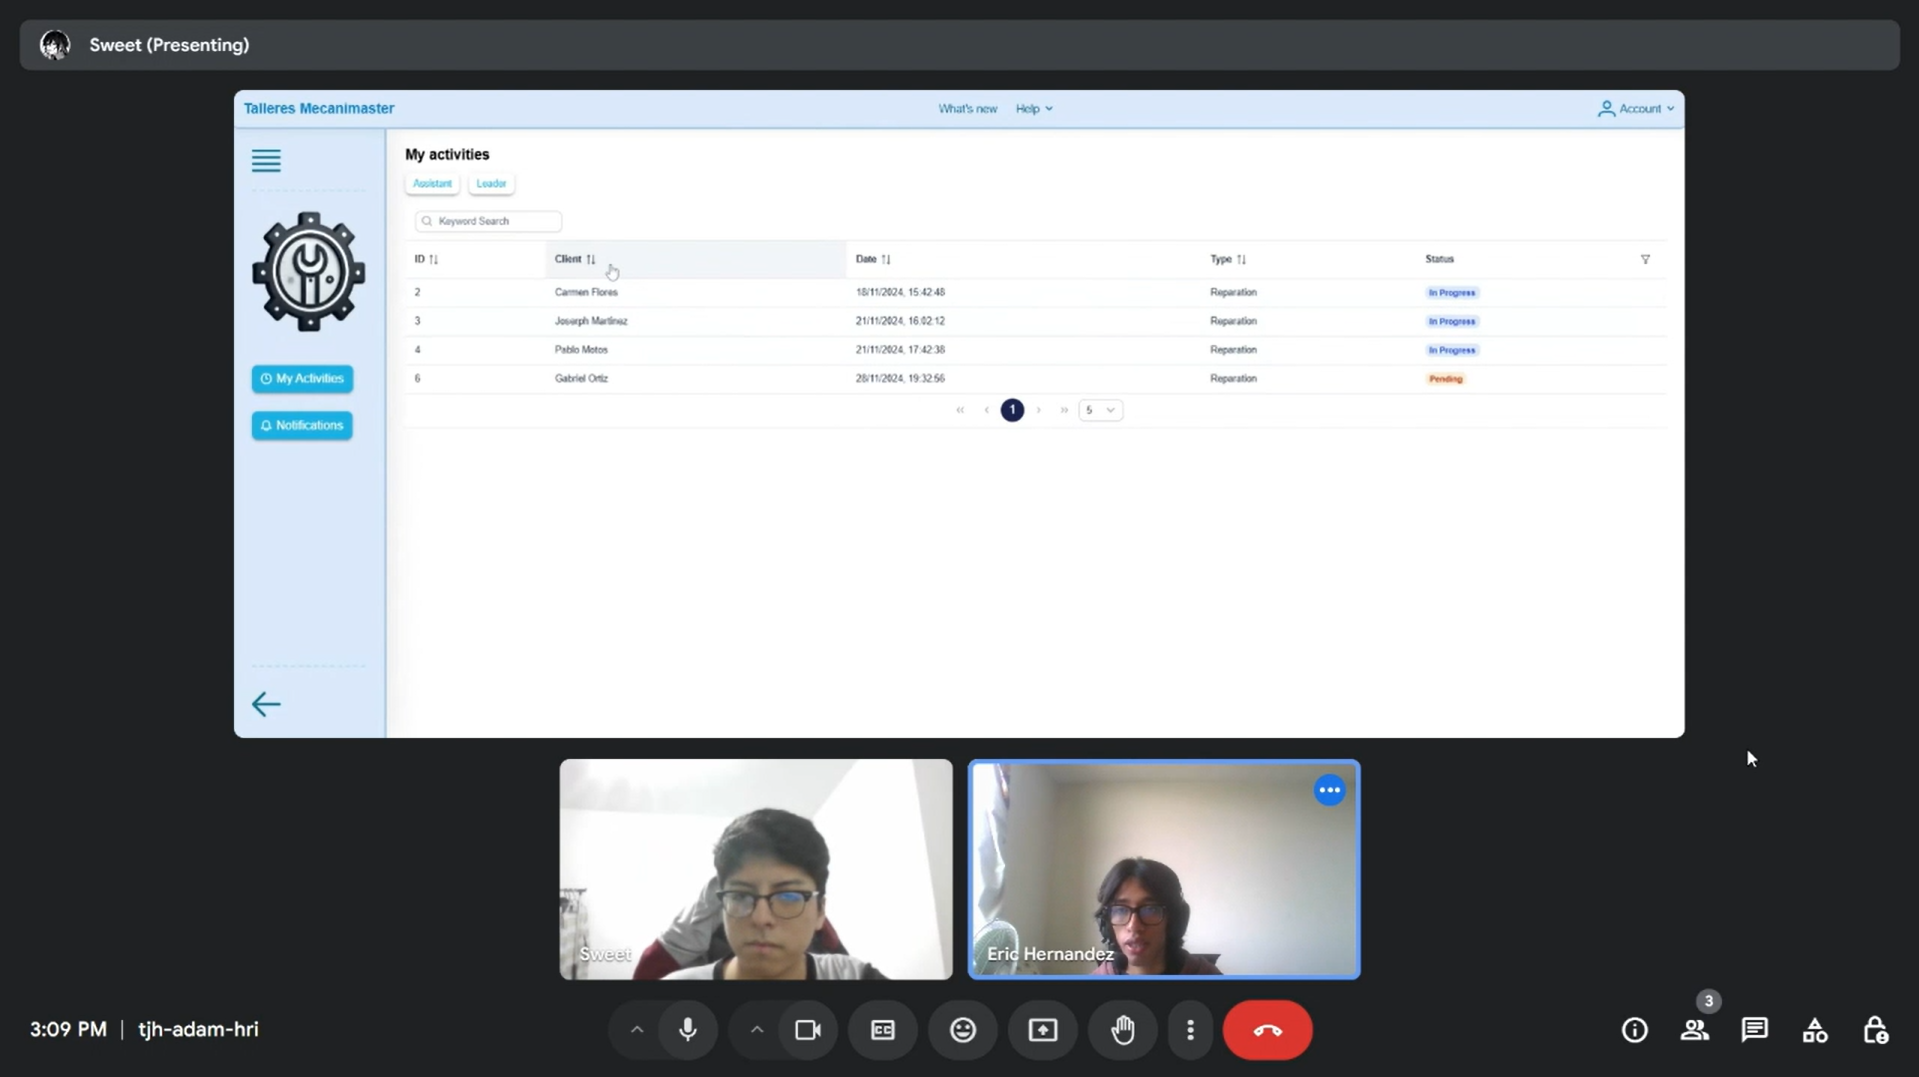 Sweet (Presenting)
Talleres Mecanimaster
What's new
Help
Account
My activities
Assistant
Leader
Keyword Search
ID
Client
Date
Type
Status
2
Carmen Flores
18/11/2024, 15:42:48
Reparation
In Progress
3
Joserph Martinez
21/11/2024, 16:02:12
Reparation
In Progress
4
Pablo Motos
21/11/2024, 17:42:38
Reparation
In Progress
6
Gabriel Ortiz
28/11/2024, 19:32:56
Reparation
Pending
1
5
My Activities
Notifications
Sweet
Eric Hernandez
3:09 PM | tjh-adam-hri
CC
3